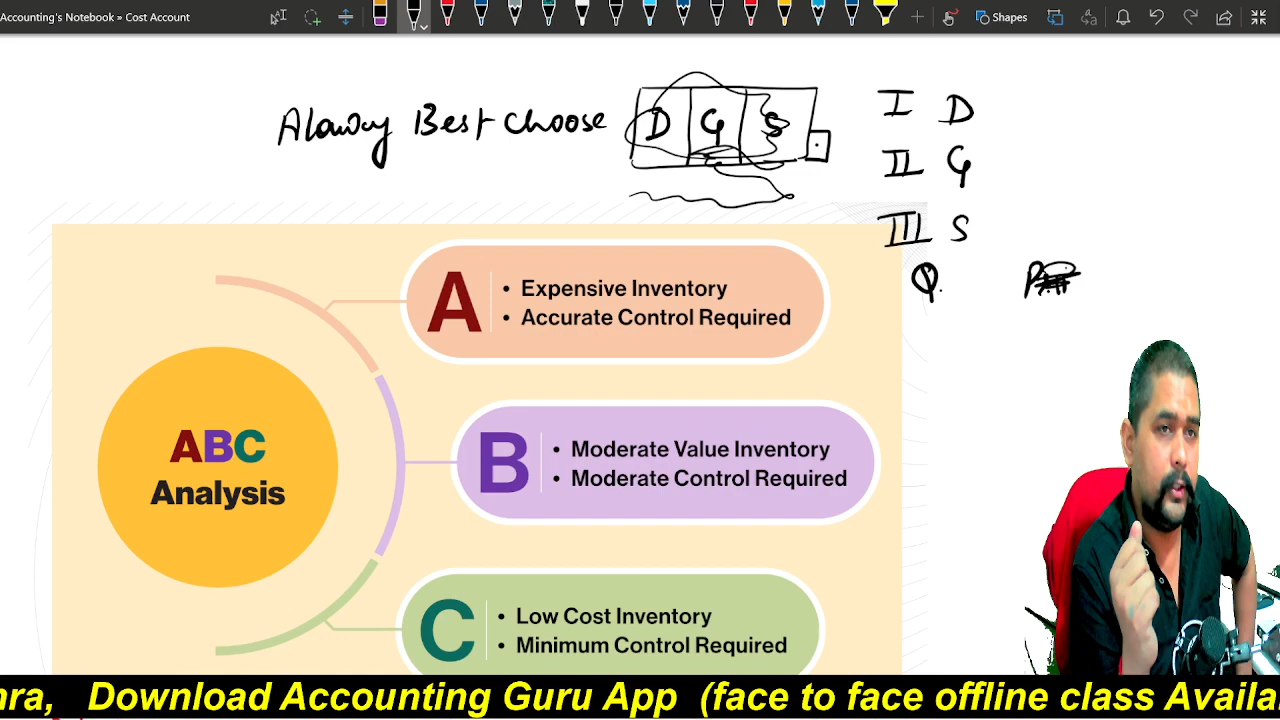 Accounting's Notebook » Cost Account
Shapes
Alaway Best choose D G S
I D
II G
III S
Q.
A
• Expensive Inventory
• Accurate Control Required
ABC
Analysis
B
• Moderate Value Inventory
• Moderate Control Required
C
• Low Cost Inventory
• Minimum Control Required
nra, Download Accounting Guru App (face to face offline class Availa